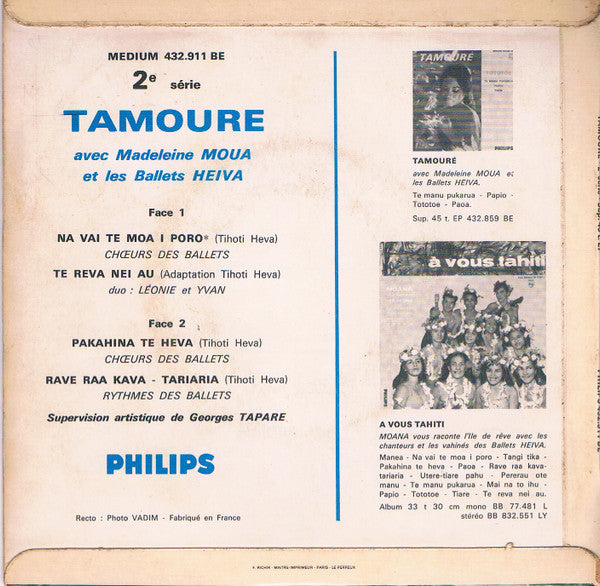 MEDIUM 432.911 BE
2e série
TAMOURE
avec Madeleine MOUA
et les Ballets HEIVA
Face 1
NA VAI TE MOA I PORO* (Tihoti Heva)
CHŒURS DES BALLETS
TE REVA NEI AU (Adaptation Tihoti Heva)
duo : LÉONIE et YVAN
Face 2
PAKAHINA TE HEVA (Tihoti Heva)
CHŒURS DES BALLETS
RAVE RAA KAVA - TARIARIA (Tihoti Heva)
RYTHMES DES BALLETS
Supervision artistique de Georges TAPARE
PHILIPS
Recto : Photo VADIM - Fabriqué en France
TAMOURÉ
PHILIPS
TAMOURÉ
avec Madeleine MOUA et
les Ballets HEIVA.
Te manu pukarua - Papio -
Tototoe - Paoa.
Sup. 45 t. EP 432.859 BE
à vous tahiti
MOANA
A VOUS TAHITI
MOANA vous raconte l'Ile de rêve avec les
chanteurs et les vahinés des Ballets HEIVA.
Manea - Na vai te moa i poro - Tangi tika -
Pakahina te heva - Paoa - Rave raa kava-
tariaria - Utere-tiare pahu - Pererau ote
manu - Te manu pukarua - Mai na to ihu -
Papio - Tototoe - Tiare - Te reva nei au.
Album 33 t 30 cm mono BB 77.481 L
stéréo BB 832.551 LY
MAITRE-IMPRIMEUR - PARIS - LE PERREUX